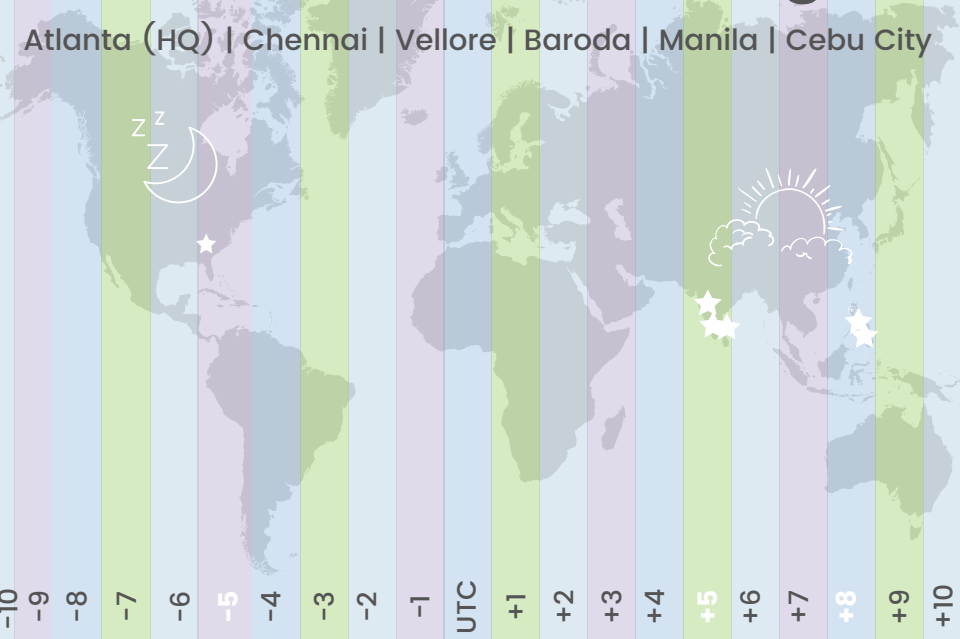 Atlanta (HQ) | Chennai | Vellore | Baroda | Manila | Cebu City
z z
z
-10 -9 -8 -7 -6 -5 -4 -3 -2 -1 UTC +1 +2 +3 +4 +5 +6 +7 +8 +9 +10